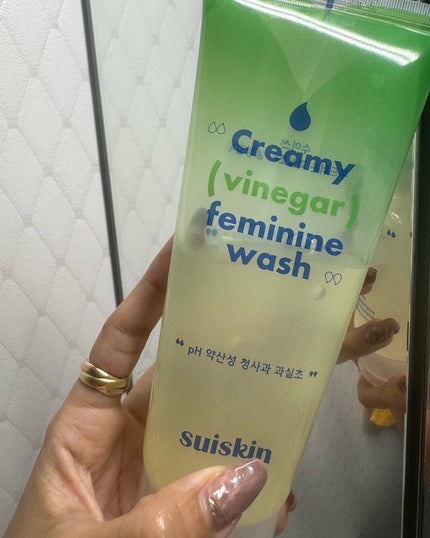 “ Creamy
(vinegar)
feminine
wash ”
“ pH 약산성 청사과 과실초 ”
suiskin